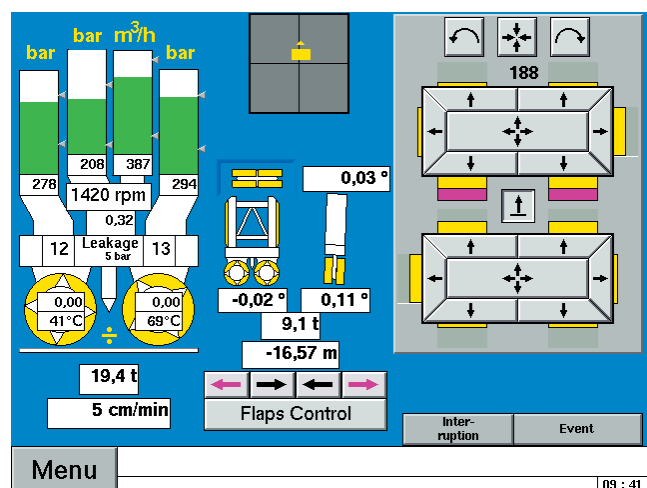 bar
bar
m³/h
bar
278
208
387
294
1420 rpm
0,32
12
Leakage
5 bar
13
0,00
41°C
0,00
69°C
÷
19,4 t
5 cm/min
0,03 °
-0,02 °
0,11 °
9,1 t
-16,57 m
Flaps Control
188
Inter-
ruption
Event
Menu
09 : 41